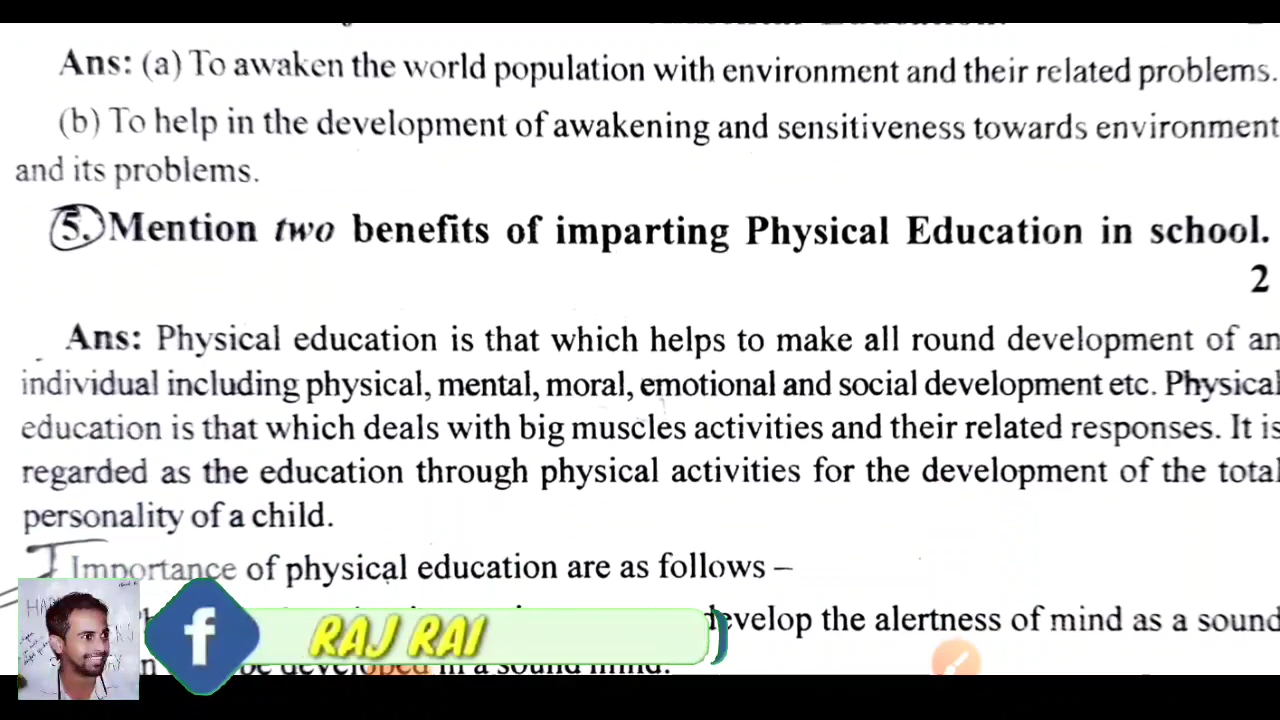 Ans: (a) To awaken the world population with environment and their related problems.
(b) To help in the development of awakening and sensitiveness towards environment
and its problems.
5. Mention two benefits of imparting Physical Education in school.
2
Ans: Physical education is that which helps to make all round development of an
individual including physical, mental, moral, emotional and social development etc. Physical
education is that which deals with big muscles activities and their related responses. It is
regarded as the education through physical activities for the development of the total
personality of a child.
Importance of physical education are as follows –
develop the alertness of mind as a sound
be developed in a sound mind.
f RAJ RAI